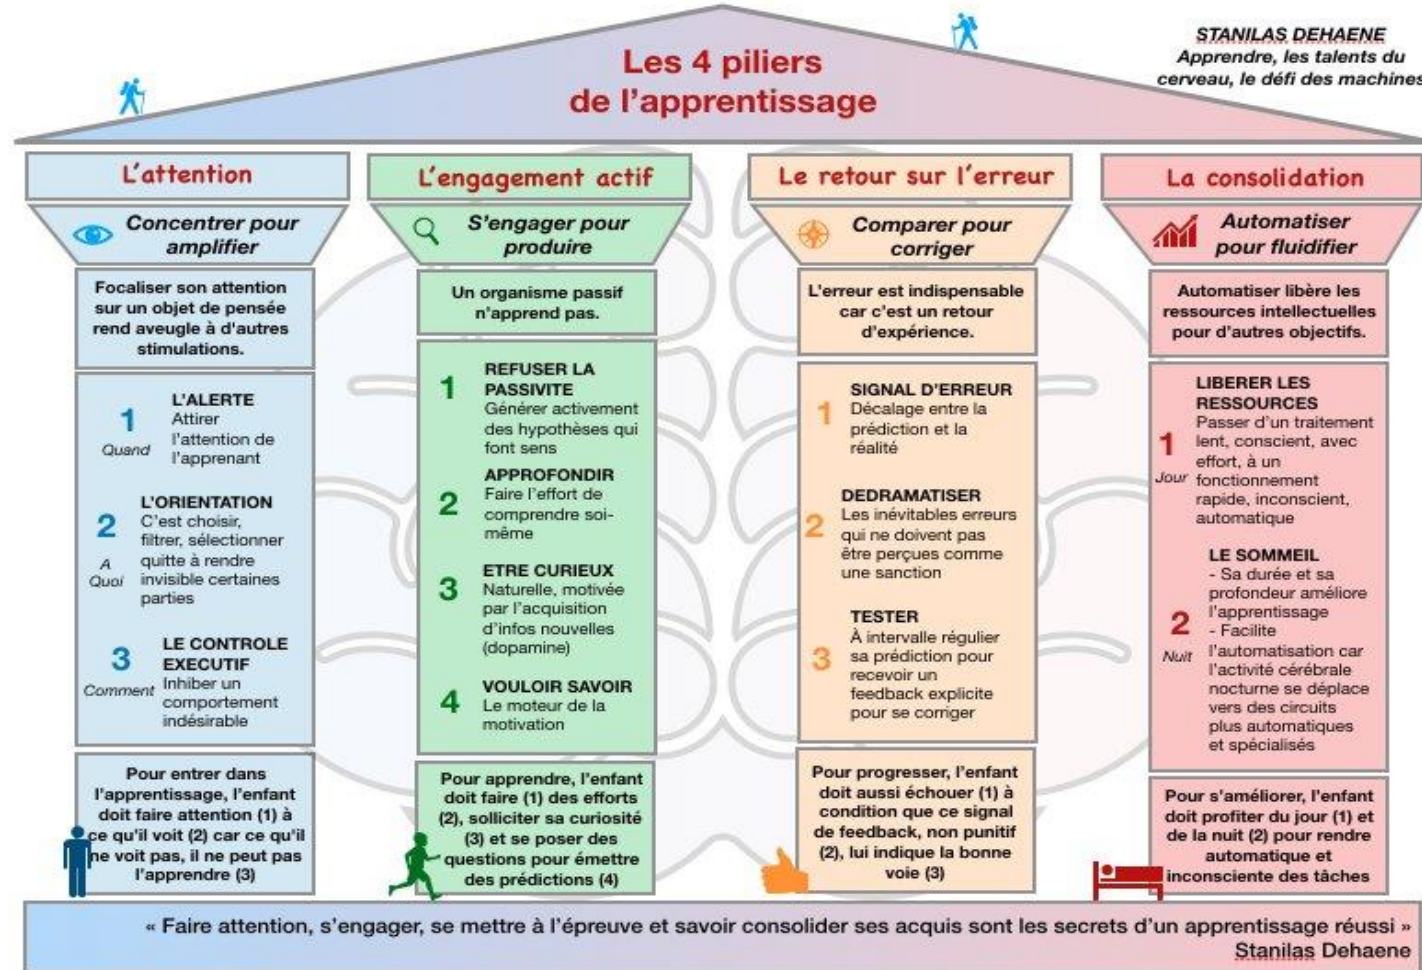 STANILAS DEHAENE
Apprendre, les talents du
cerveau, le défi des machines
Les 4 piliers
de l'apprentissage
L'attention
Concentrer pour
amplifier
Focaliser son attention
sur un objet de pensée
rend aveugle à d'autres
stimulations.
1
Quand
L'ALERTE
Attirer
l'attention de
l'apprenant
2
A
Quoi
L'ORIENTATION
C'est choisir,
filtrer, sélectionner
quitte à rendre
invisible certaines
parties
3
Comment
LE CONTROLE
EXECUTIF
Inhiber un
comportement
indésirable
Pour entrer dans
l'apprentissage, l'enfant
doit faire attention (1) à
ce qu'il voit (2) car ce qu'il
ne voit pas, il ne peut pas
l'apprendre (3)
L'engagement actif
S'engager pour
produire
Un organisme passif
n'apprend pas.
1
REFUSER LA
PASSIVITE
Générer activement
des hypothèses qui
font sens
2
APPROFONDIR
Faire l'effort de
comprendre soi-
même
3
ETRE CURIEUX
Naturelle, motivée
par l'acquisition
d'infos nouvelles
(dopamine)
4
VOULOIR SAVOIR
Le moteur de la
motivation
Pour apprendre, l'enfant
doit faire (1) des efforts
(2), solliciter sa curiosité
(3) et se poser des
questions pour émettre
des prédictions (4)
Le retour sur l'erreur
Comparer pour
corriger
L'erreur est indispensable
car c'est un retour
d'expérience.
1
SIGNAL D'ERREUR
Décalage entre la
prédiction et la
réalité
2
DEDRAMATISER
Les inévitables erreurs
qui ne doivent pas
être perçues comme
une sanction
3
TESTER
À intervalle régulier
sa prédiction pour
recevoir un
feedback explicite
pour se corriger
Pour progresser, l'enfant
doit aussi échouer (1) à
condition que ce signal
de feedback, non punitif
(2), lui indique la bonne
voie (3)
La consolidation
Automatiser
pour fluidifier
Automatiser libère les
ressources intellectuelles
pour d'autres objectifs.
1
Jour
LIBERER LES
RESSOURCES
Passer d'un traitement
lent, conscient, avec
effort, à un
fonctionnement
rapide, inconscient,
automatique
2
Nuit
LE SOMMEIL
- Sa durée et sa
profondeur améliore
l'apprentissage
- Facilite
l'automatisation car
l'activité cérébrale
nocturne se déplace
vers des circuits
plus automatiques
et spécialisés
Pour s'améliorer, l'enfant
doit profiter du jour (1) et
de la nuit (2) pour rendre
automatique et
inconsciente des tâches
« Faire attention, s'engager, se mettre à l'épreuve et savoir consolider ses acquis sont les secrets d'un apprentissage réussi »
Stanilas Dehaene